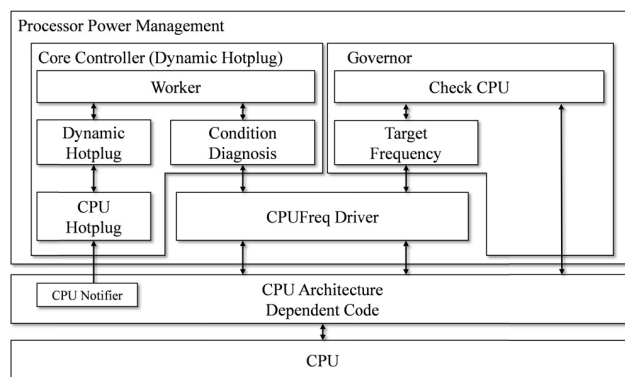 Processor Power Management
Core Controller (Dynamic Hotplug)
Governor
Worker
Check CPU
Dynamic
Hotplug
Condition
Diagnosis
Target
Frequency
CPU
Hotplug
CPUFreq Driver
CPU Notifier
CPU Architecture
Dependent Code
CPU